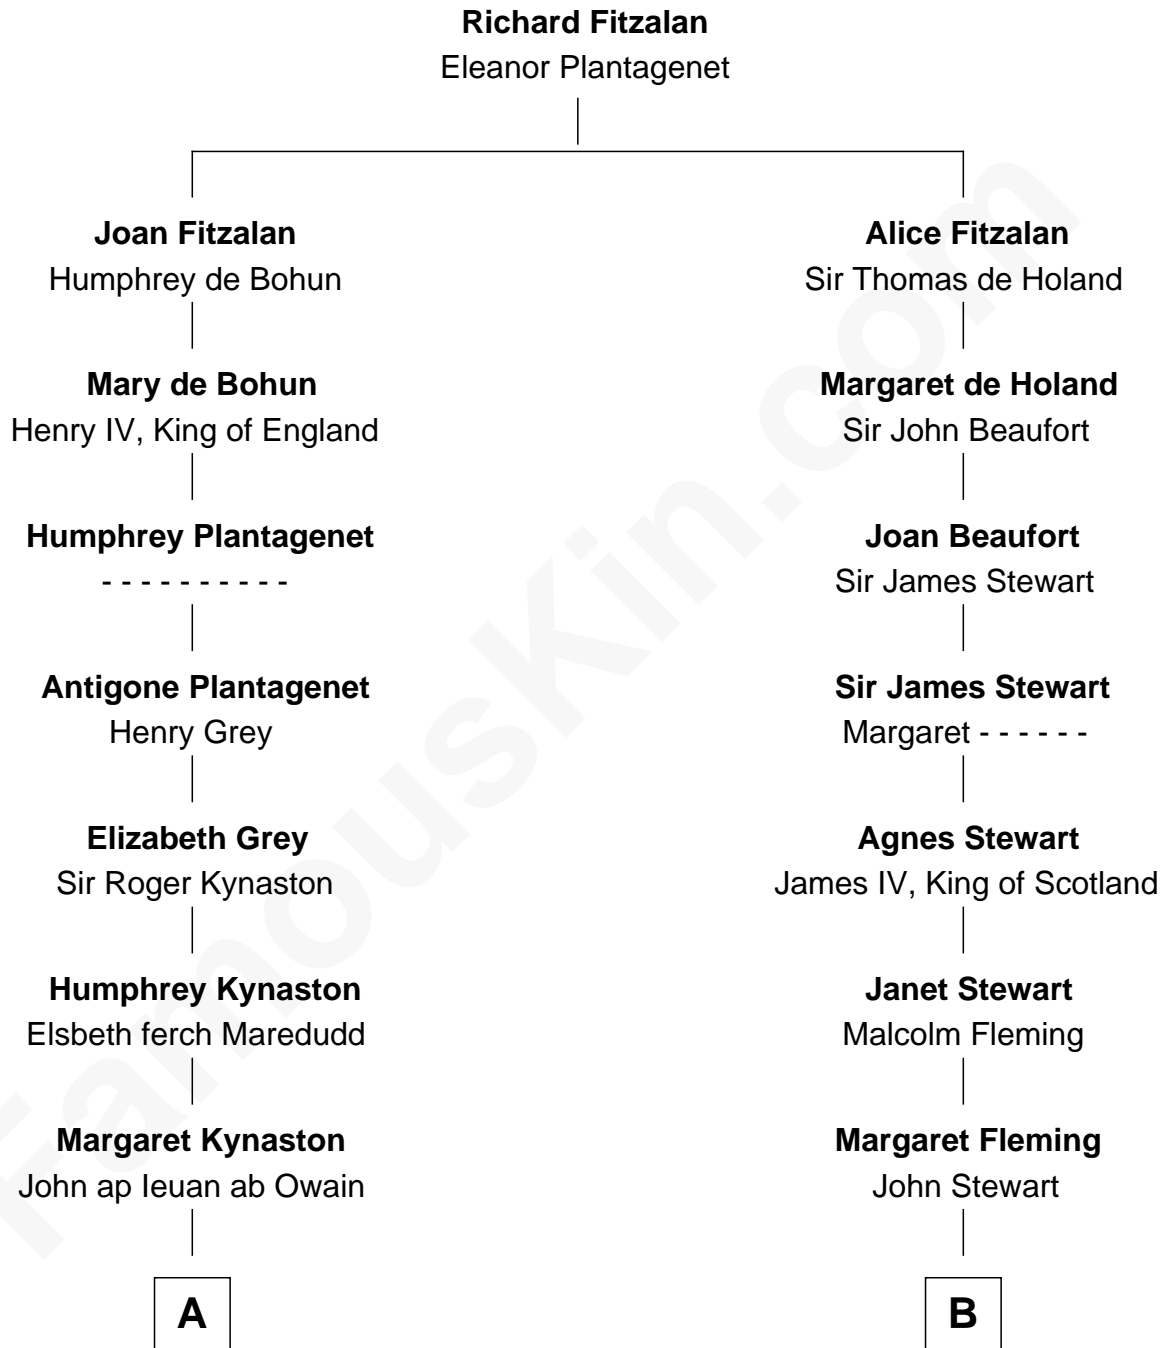 Richard Fitzalan
Eleanor Plantagenet
Joan Fitzalan
Humphrey de Bohun
Alice Fitzalan
Sir Thomas de Holand
Mary de Bohun
Henry IV, King of England
Margaret de Holand
Sir John Beaufort
Humphrey Plantagenet
- - - - - - - - - -
Joan Beaufort
Sir James Stewart
Antigone Plantagenet
Henry Grey
Sir James Stewart
Margaret - - - - - -
Elizabeth Grey
Sir Roger Kynaston
Agnes Stewart
James IV, King of Scotland
Humphrey Kynaston
Elsbeth ferch Maredudd
Janet Stewart
Malcolm Fleming
Margaret Kynaston
John ap Ieuan ab Owain
Margaret Fleming
John Stewart
A
B
FamousKin.com